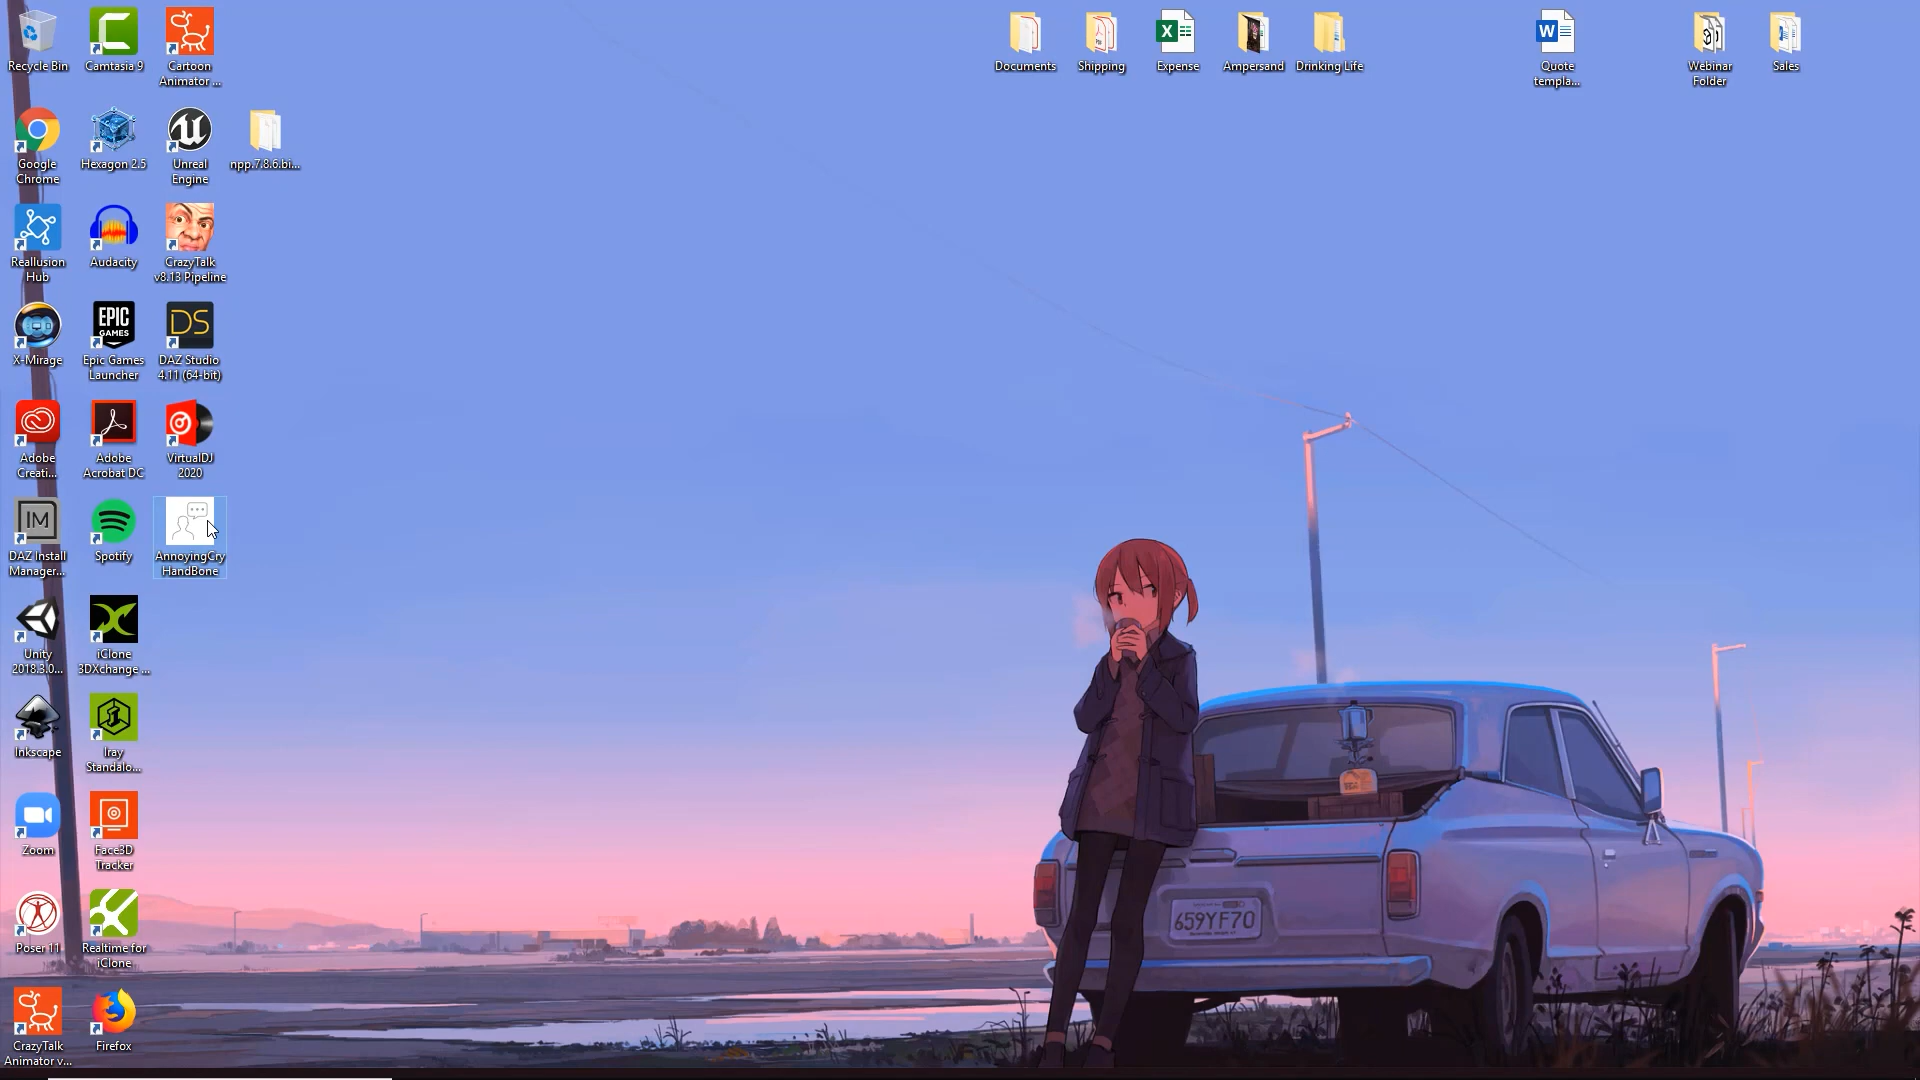 Recycle Bin
Camtasia 9
Cartoon
Animator ...
Documents
Shipping
Expense
Ampersand
Drinking Life
Quote
templa...
Webinar
Folder
Sales
Google
Chrome
Hexagon 2.5
Unreal
Engine
npp.7.8.6.bi...
Reallusion
Hub
Audacity
CrazyTalk
v8.13 Pipeline
X-Mirage
EPIC
GAMES
Epic Games
Launcher
DS
DAZ Studio
4.11 (64-bit)
Adobe
Creati...
Adobe
Acrobat DC
VirtualDJ
2020
IM
DAZ Install
Manager...
Spotify
AnnoyingCry
HandBone
Unity
2018.3.0...
iClone
3DXchange ...
Inkscape
Iray
Standalo...
Zoom
Face3D
Tracker
Poser 11
Realtime for
iClone
659YF70
CrazyTalk
Animator v...
Firefox